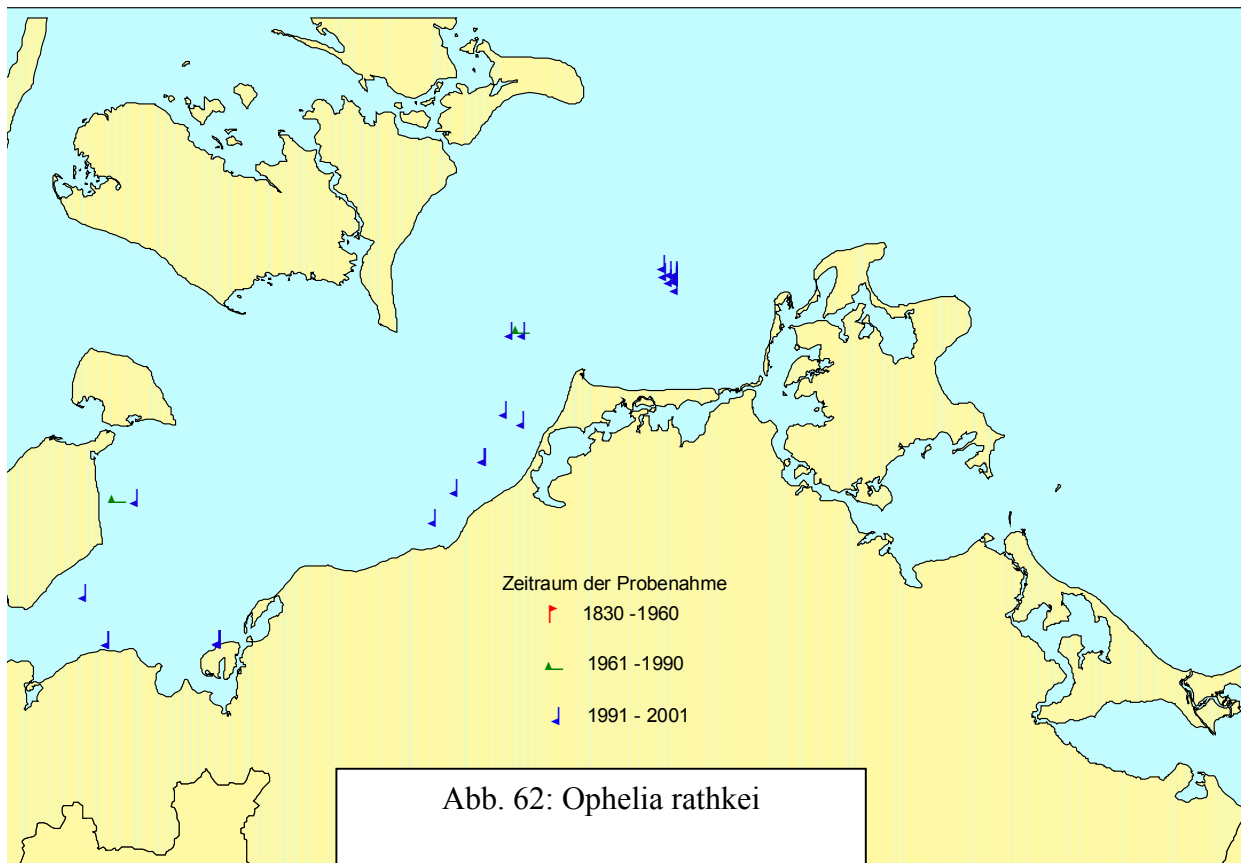 Zeitraum der Probenahme
1830 -1960
1961 -1990
1991 - 2001
Abb. 62: Ophelia rathkei